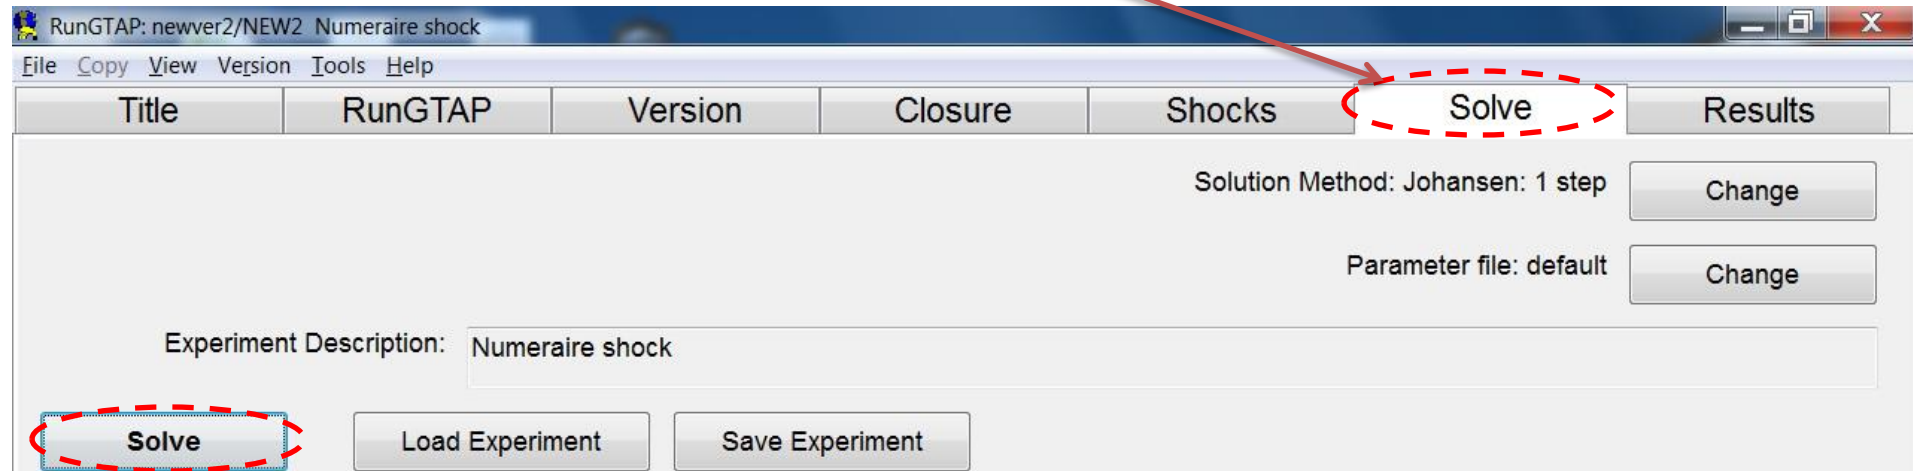 RunGTAP: newver2/NEW2 Numeraire shock
File Copy View Version Tools Help
Title RunGTAP Version Closure Shocks Solve Results
Solution Method: Johansen: 1 step Change
Parameter file: default Change
Experiment Description: Numeraire shock
Solve Load Experiment Save Experiment